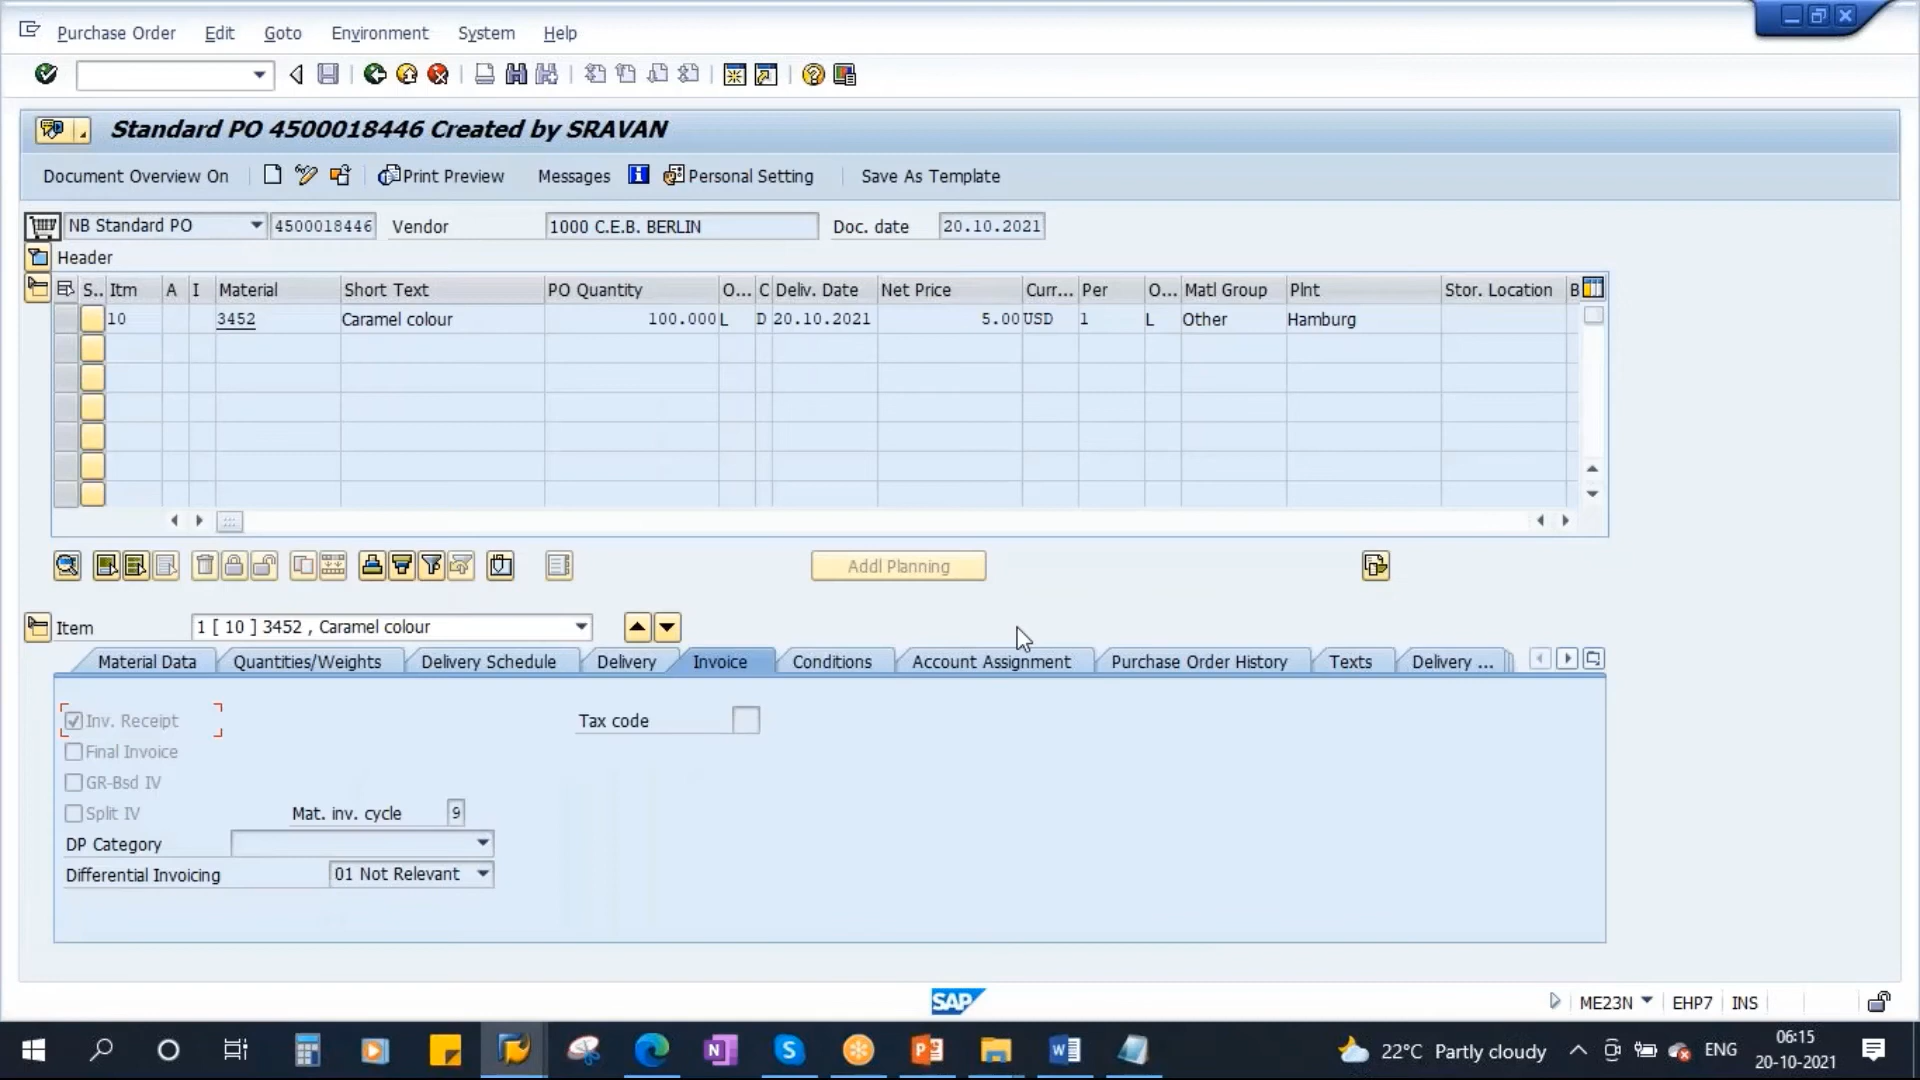 Purchase Order Edit Goto Environment System Help
Standard PO 4500018446 Created by SRAVAN
Document Overview On Print Preview Messages Personal Setting Save As Template
NB Standard PO 4500018446 Vendor 1000 C.E.B. BERLIN Doc. date 20.10.2021
Header
S.. Itm A I Material Short Text PO Quantity O... C Deliv. Date Net Price Curr... Per O... Matl Group Plnt Stor. Location B
10 3452 Caramel colour 100.000 L D 20.10.2021 5.00 USD 1 L Other Hamburg
Addl Planning
Item 1 [ 10 ] 3452 , Caramel colour
Material Data Quantities/Weights Delivery Schedule Delivery Invoice Conditions Account Assignment Purchase Order History Texts Delivery ...
Inv. Receipt Tax code
Final Invoice
GR-Bsd IV
Split IV Mat. inv. cycle 9
DP Category
Differential Invoicing 01 Not Relevant
SAP ME23N EHP7 INS
22°C Partly cloudy ENG 06:15
20-10-2021